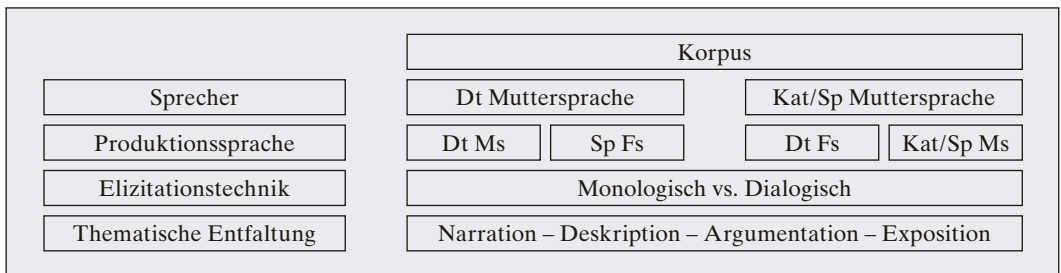 Korpus
Sprecher Dt Muttersprache Kat/Sp Muttersprache
Produktionssprache Dt Ms Sp Fs Dt Fs Kat/Sp Ms
Elizitationstechnik Monologisch vs. Dialogisch
Thematische Entfaltung Narration – Deskription – Argumentation – Exposition